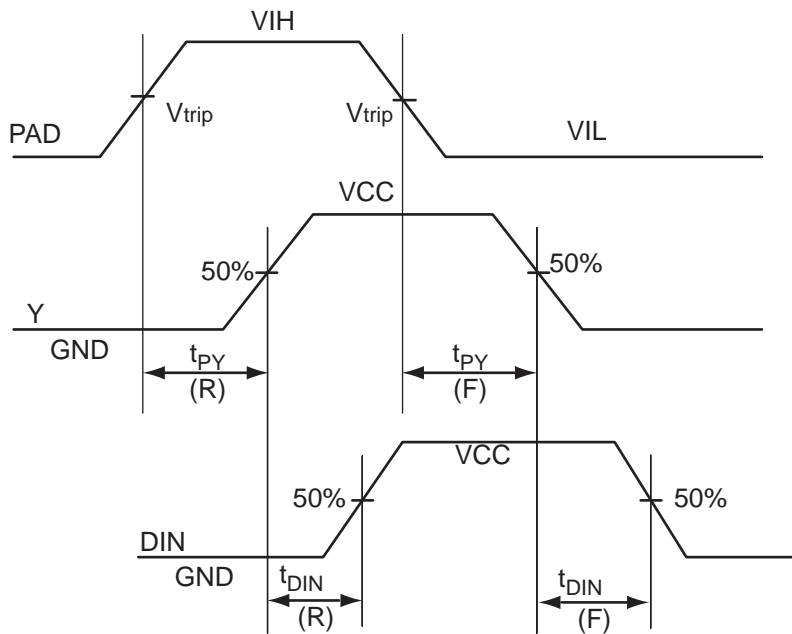 VIH
Vtrip
Vtrip
PAD
VIL
VCC
50%
50%
Y
GND
tPY
(R)
tPY
(F)
VCC
50%
50%
DIN
GND
tDIN
(R)
tDIN
(F)